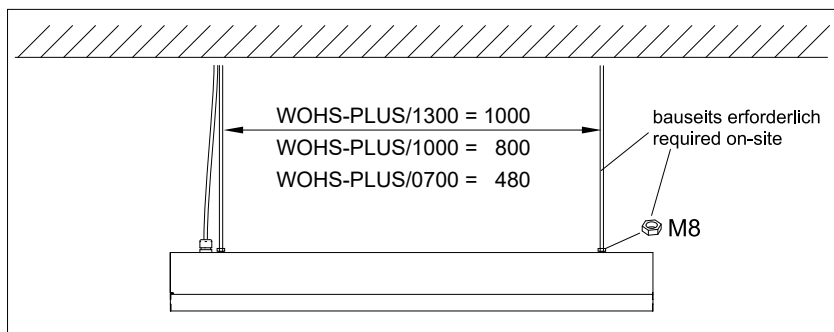 WOHS-PLUS/1300 = 1000
WOHS-PLUS/1000 = 800
WOHS-PLUS/0700 = 480
bauseits erforderlich
required on-site
M8